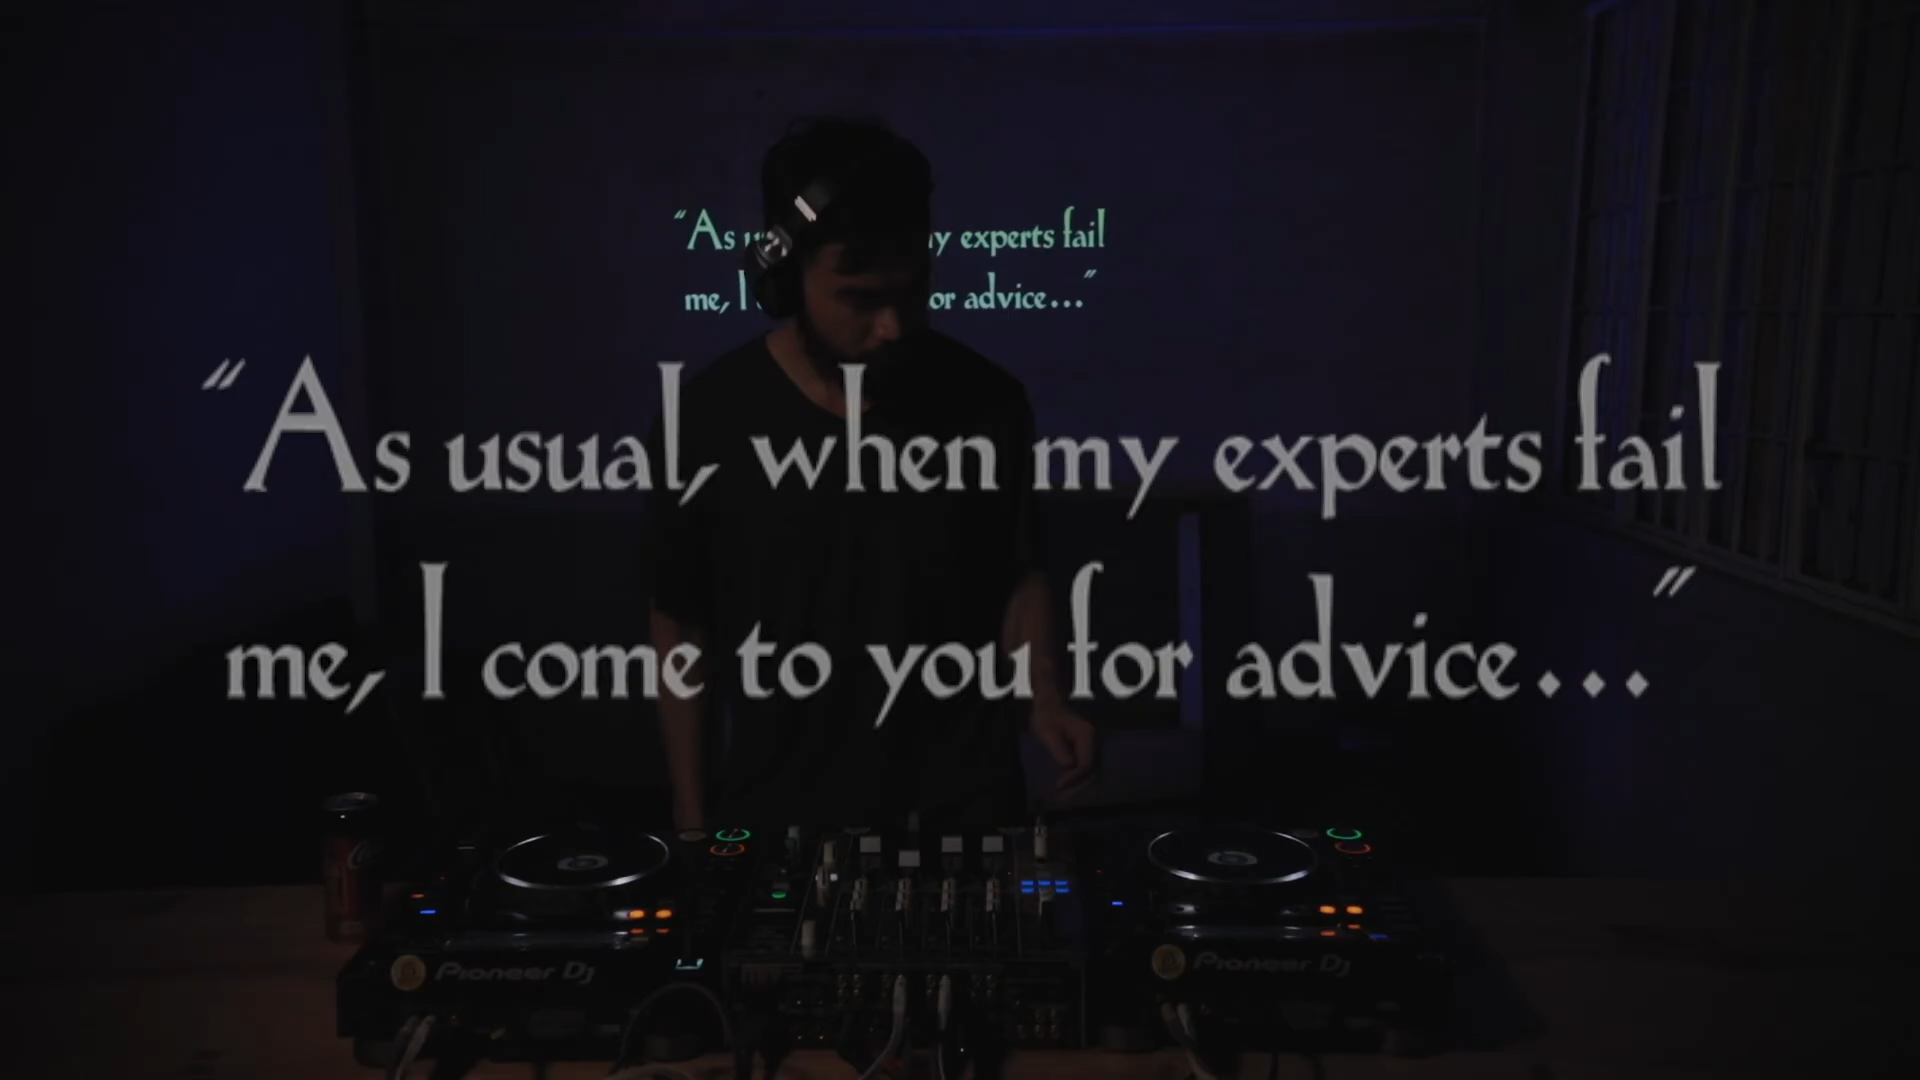 “As my experts fail
me, I or advice...”
“As usual, when my experts fail
me, I come to you for advice...”
Pioneer DJ Pioneer DJ